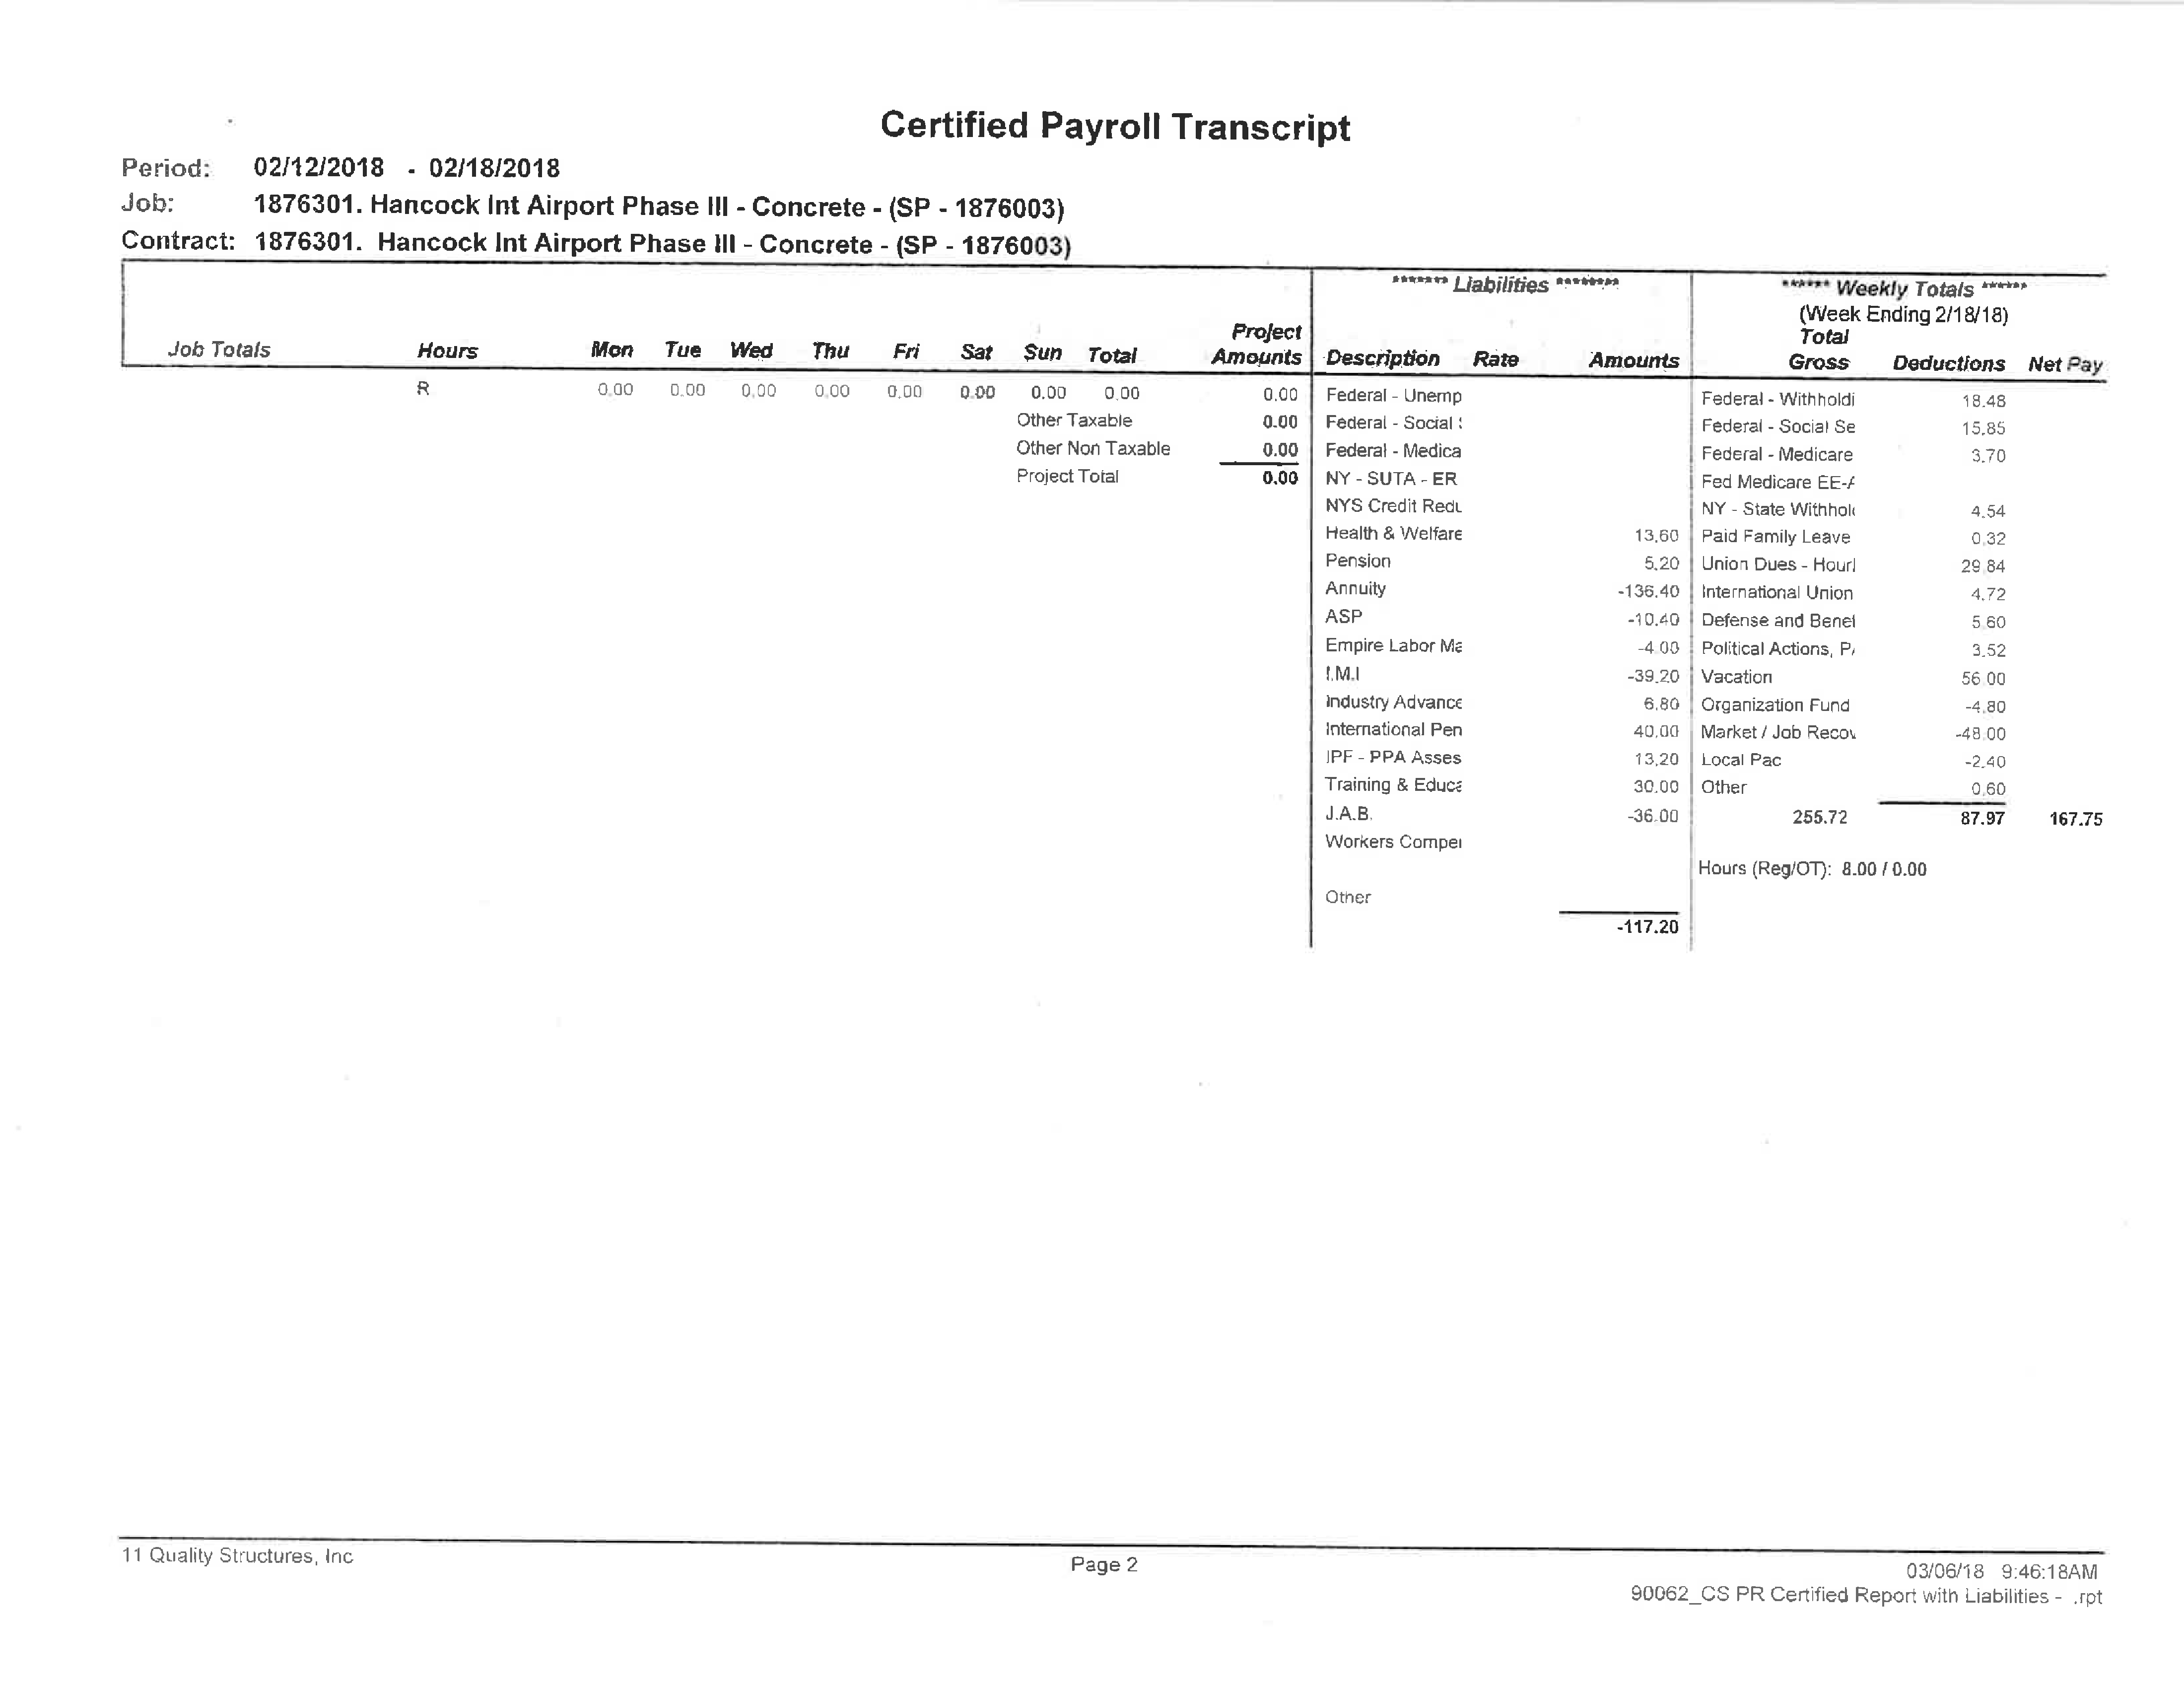 Certified Payroll Transcript
Period: 02/12/2018 - 02/18/2018
Job: 1876301. Hancock Int Airport Phase III - Concrete - (SP - 1876003)
Contract: 1876301. Hancock Int Airport Phase III - Concrete - (SP - 1876003)
******* Liabilities ******** ****** Weekly Totals ******
(Week Ending 2/18/18)
Project Total
Job Totals Hours Mon Tue Wed Thu Fri Sat Sun Total Amounts Description Rate Amounts Gross Deductions Net Pay
R 0.00 0.00 0.00 0.00 0.00 0.00 0.00 0.00 0.00 Federal - Unemp Federal - Withholdi 18.48
Other Taxable 0.00 Federal - Social Federal - Social Se 15.85
Other Non Taxable 0.00 Federal - Medica Federal - Medicare 3.70
Project Total 0.00 NY - SUTA - ER Fed Medicare EE-A
NYS Credit Redu NY - State Withhol 4.54
Health & Welfare 13.60 Paid Family Leave 0.32
Pension 5.20 Union Dues - Hourl 29.84
Annuity -136.40 International Union 4.72
ASP -10.40 Defense and Benef 5.60
Empire Labor Ma -4.00 Political Actions, P 3.52
I.M.I -39.20 Vacation 56.00
Industry Advance 6.80 Organization Fund -4.80
International Pen 40.00 Market / Job Recov -48.00
IPF - PPA Asses 13.20 Local Pac -2.40
Training & Educa 30.00 Other 0.60
J.A.B. -36.00 255.72 87.97 167.75
Workers Compe
Hours (Reg/OT): 8.00 / 0.00
Other
-117.20
11 Quality Structures, Inc Page 2 03/06/18 9:46:18AM
90062_CS PR Certified Report with Liabilities - .rpt